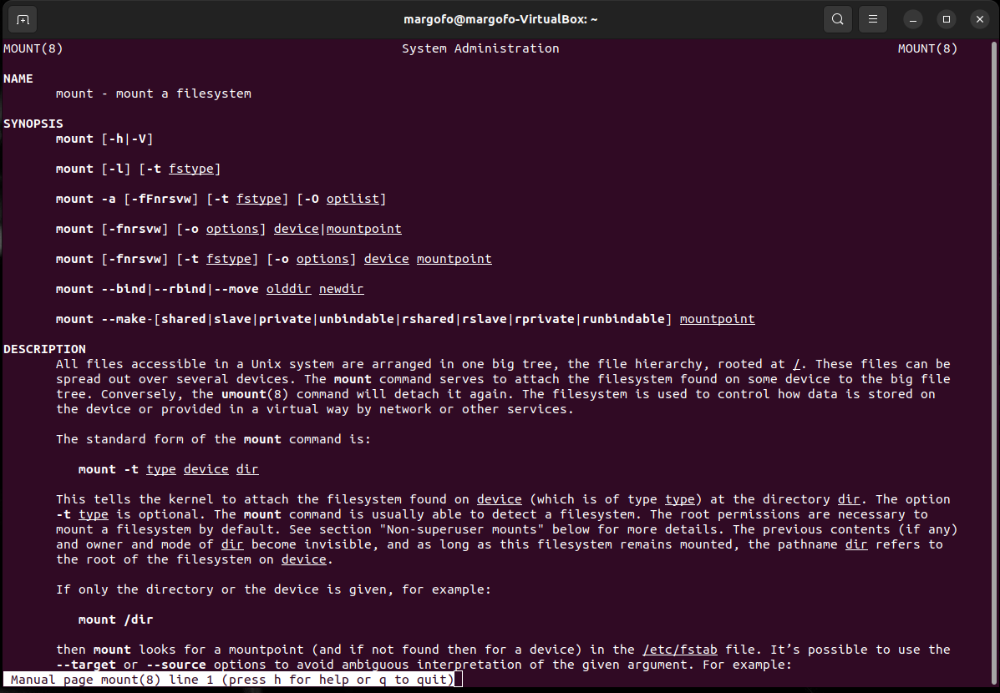 margofo@margofo-VirtualBox: ~
MOUNT(8) System Administration MOUNT(8)
NAME
mount - mount a filesystem
SYNOPSIS
mount [-h|-V]
mount [-l] [-t fstype]
mount -a [-fFnrsvw] [-t fstype] [-O optlist]
mount [-fnrsvw] [-o options] device|mountpoint
mount [-fnrsvw] [-t fstype] [-o options] device mountpoint
mount --bind|--rbind|--move olddir newdir
mount --make-[shared|slave|private|unbindable|rshared|rslave|rprivate|runbindable] mountpoint
DESCRIPTION
All files accessible in a Unix system are arranged in one big tree, the file hierarchy, rooted at /. These files can be
spread out over several devices. The mount command serves to attach the filesystem found on some device to the big file
tree. Conversely, the umount(8) command will detach it again. The filesystem is used to control how data is stored on
the device or provided in a virtual way by network or other services.
The standard form of the mount command is:
mount -t type device dir
This tells the kernel to attach the filesystem found on device (which is of type type) at the directory dir. The option
-t type is optional. The mount command is usually able to detect a filesystem. The root permissions are necessary to
mount a filesystem by default. See section "Non-superuser mounts" below for more details. The previous contents (if any)
and owner and mode of dir become invisible, and as long as this filesystem remains mounted, the pathname dir refers to
the root of the filesystem on device.
If only the directory or the device is given, for example:
mount /dir
then mount looks for a mountpoint (and if not found then for a device) in the /etc/fstab file. It’s possible to use the
--target or --source options to avoid ambiguous interpretation of the given argument. For example:
Manual page mount(8) line 1 (press h for help or q to quit)